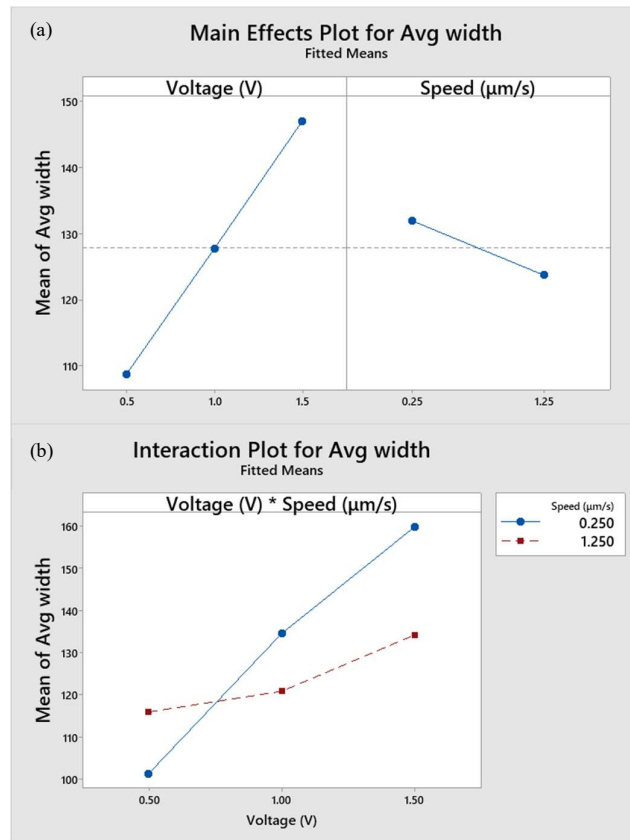 (a)
Main Effects Plot for Avg width
Fitted Means
Voltage (V)
Speed (μm/s)
Mean of Avg width
150
140
130
120
110
0.5
1.0
1.5
0.25
1.25
(b)
Interaction Plot for Avg width
Fitted Means
Voltage (V) * Speed (μm/s)
Mean of Avg width
160
150
140
130
120
110
100
0.50
1.00
1.50
Voltage (V)
Speed (μm/s)
0.250
1.250